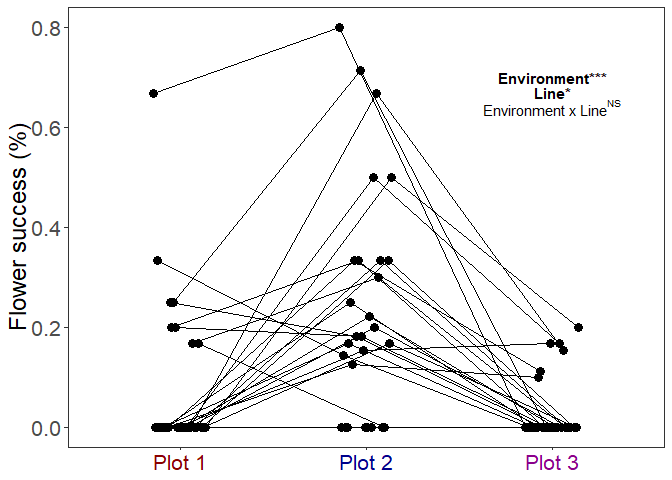 Flower success (%)
0.8
0.6
0.4
0.2
0.0
Environment***
Line*
Environment x Line^NS
Plot 1 Plot 2 Plot 3